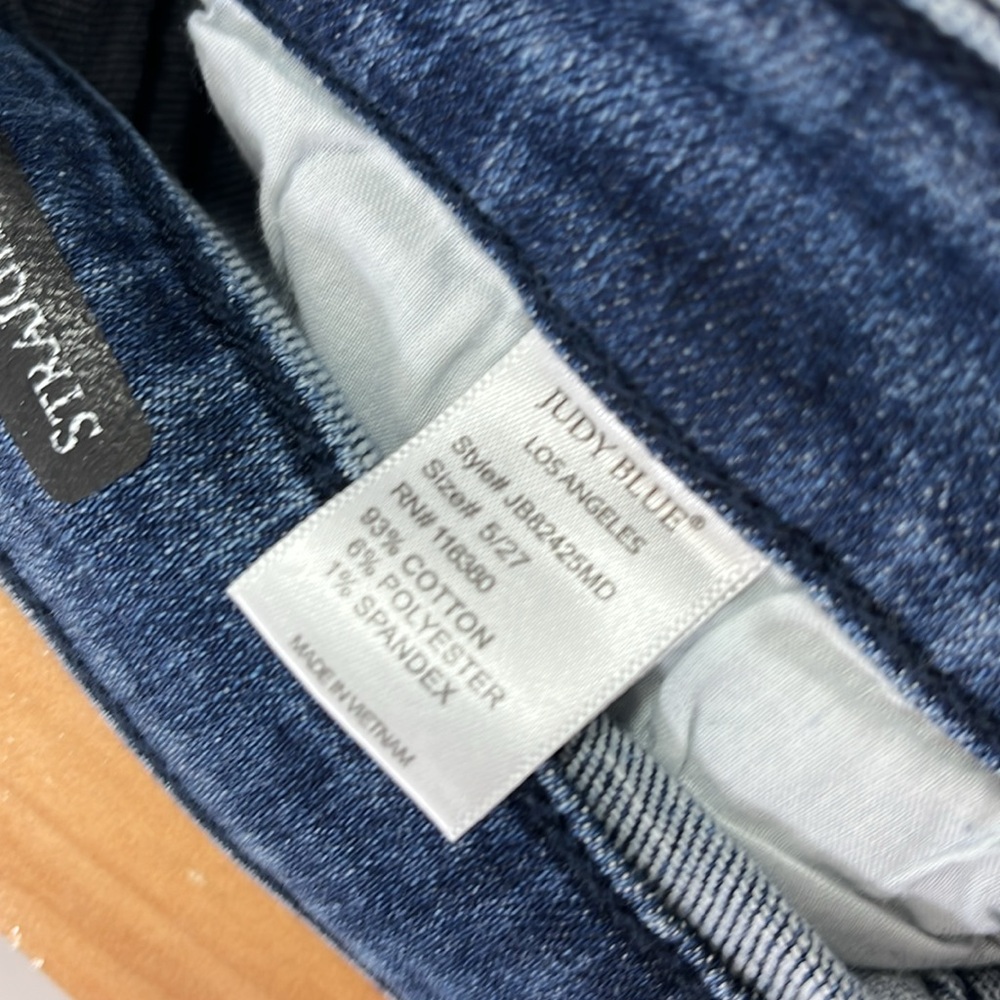 JUDY BLUE®
LOS ANGELES
Style# JB82425MD
Size# 5/27
RN# 116380
93% COTTON
6% POLYESTER
1% SPANDEX
MADE IN VIETNAM